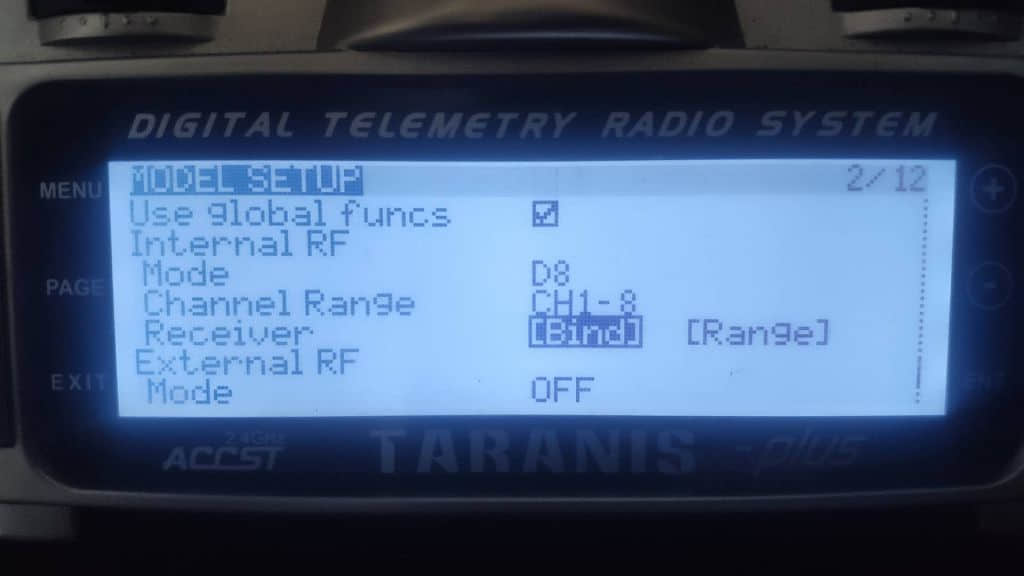 DIGITAL TELEMETRY RADIO SYSTEM
MENU
MODEL SETUP 2/12
+
Use global funcs
Internal RF
PAGE
Mode D8
-
Channel Range CH1-8
Receiver [Bind] [Range]
External RF
EXIT
Mode OFF
ENT
2.4GHz
ACCST TARANIS -plus